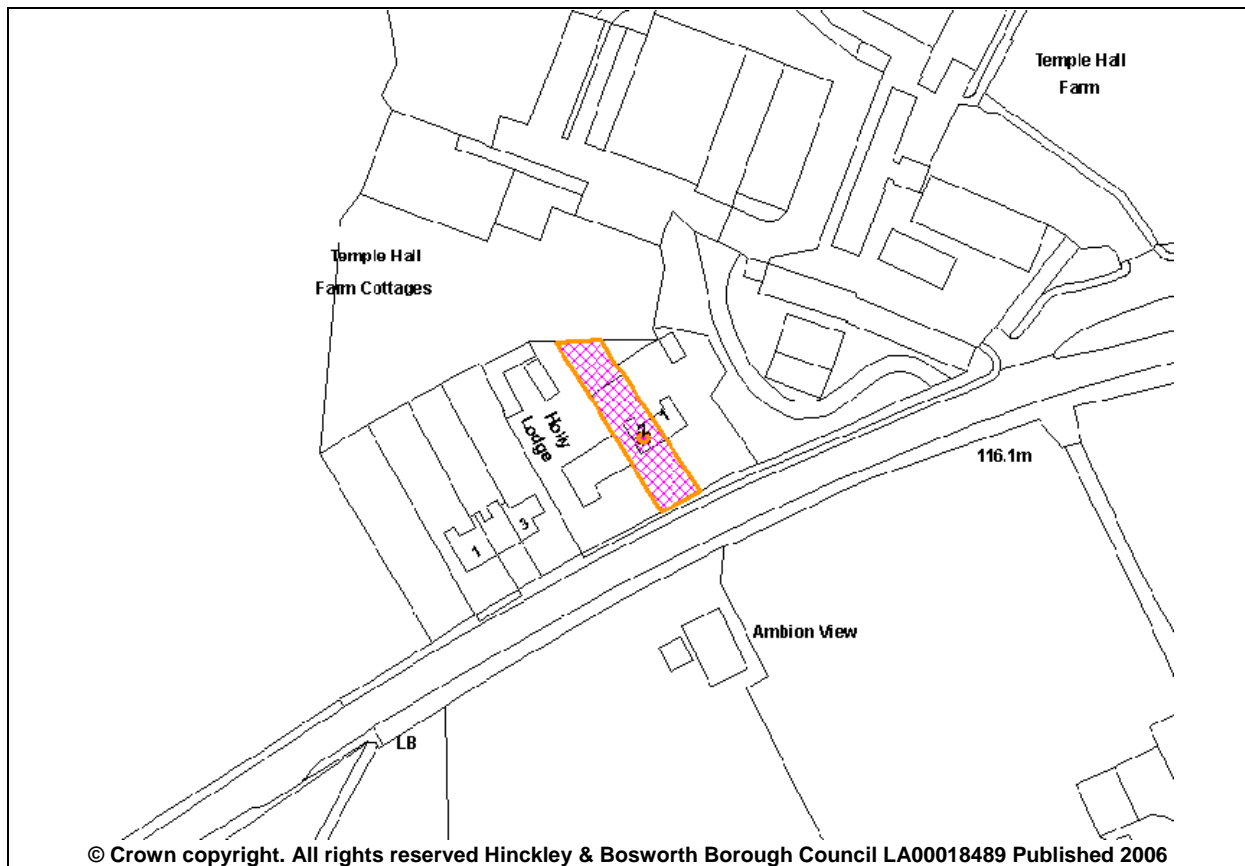 Temple Hall
Farm
Temple Hall
Farm Cottages
Holly
Lodge
1
3
116.1m
Ambion View
LB
© Crown copyright. All rights reserved Hinckley & Bosworth Borough Council LA00018489 Published 2006